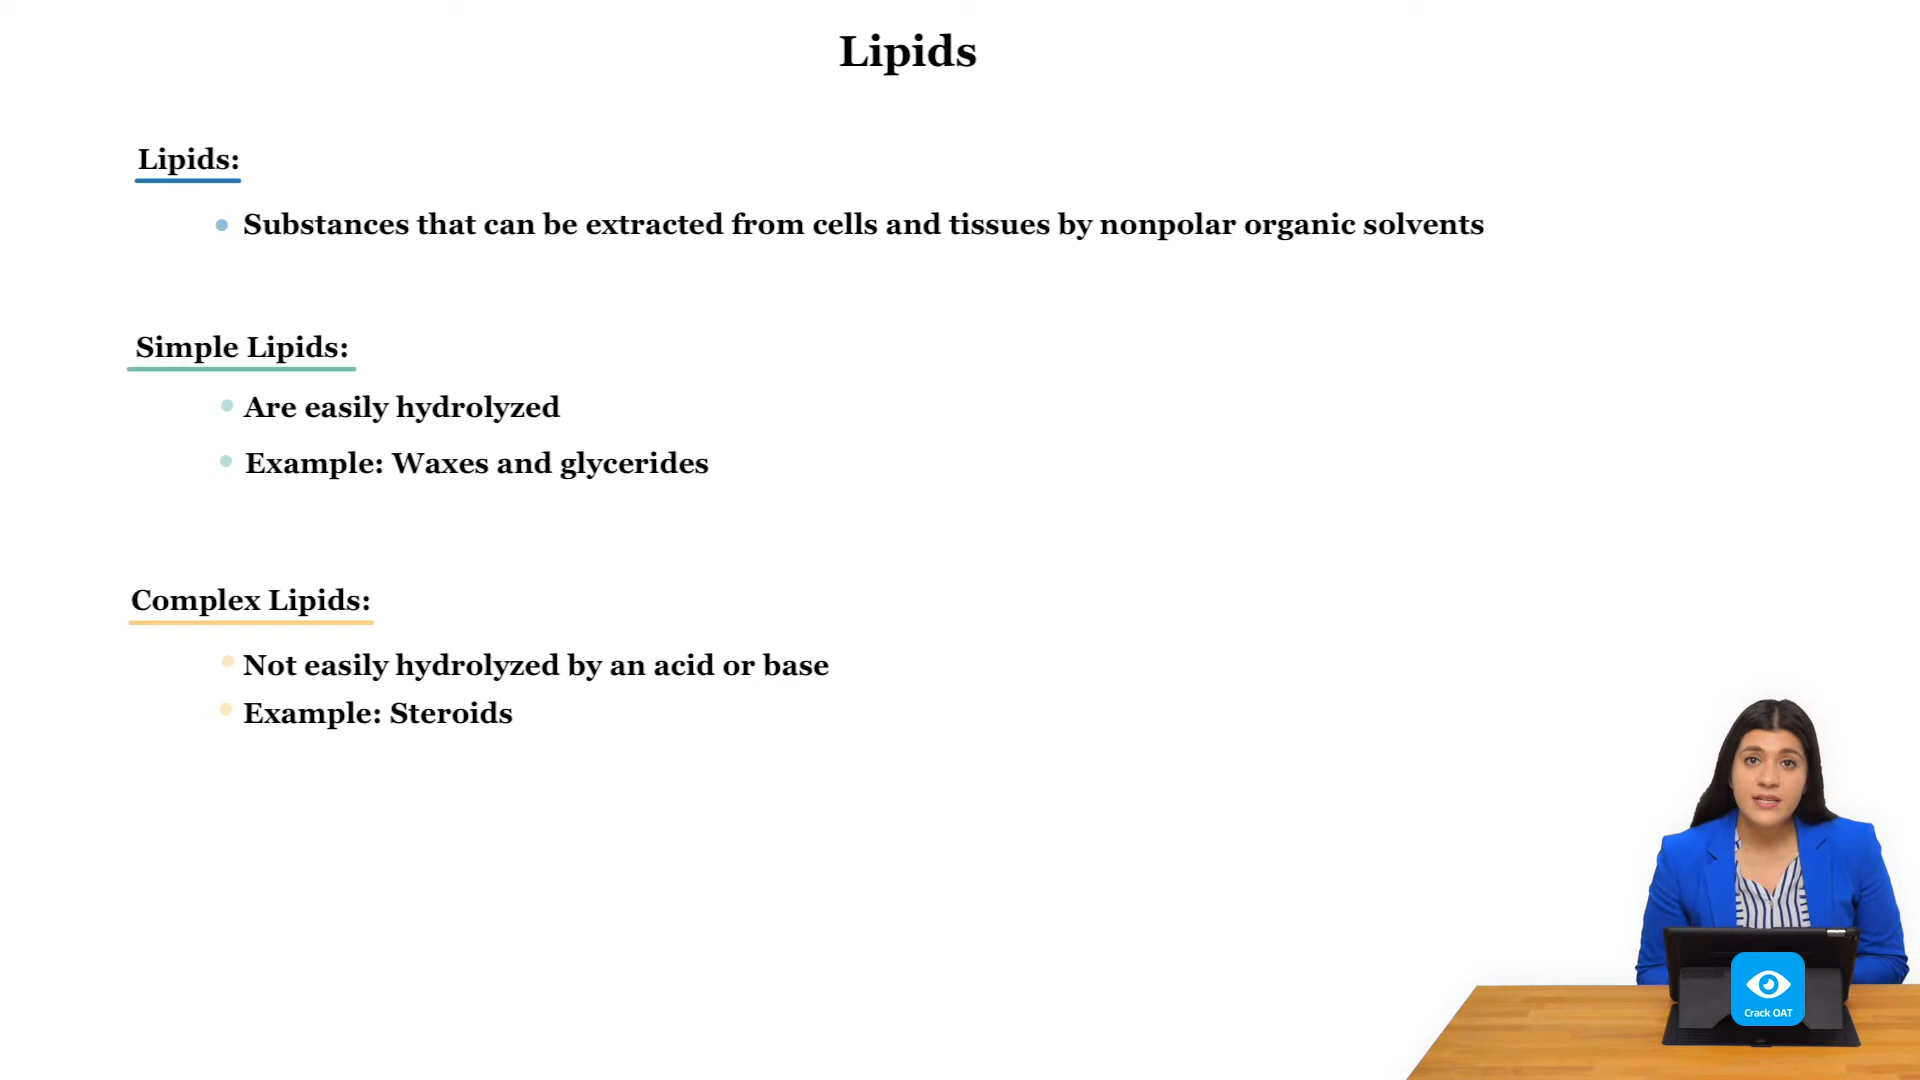 Lipids
Lipids:
Substances that can be extracted from cells and tissues by nonpolar organic solvents
Simple Lipids:
Are easily hydrolyzed
Example: Waxes and glycerides
Complex Lipids:
Not easily hydrolyzed by an acid or base
Example: Steroids
Crack OAT